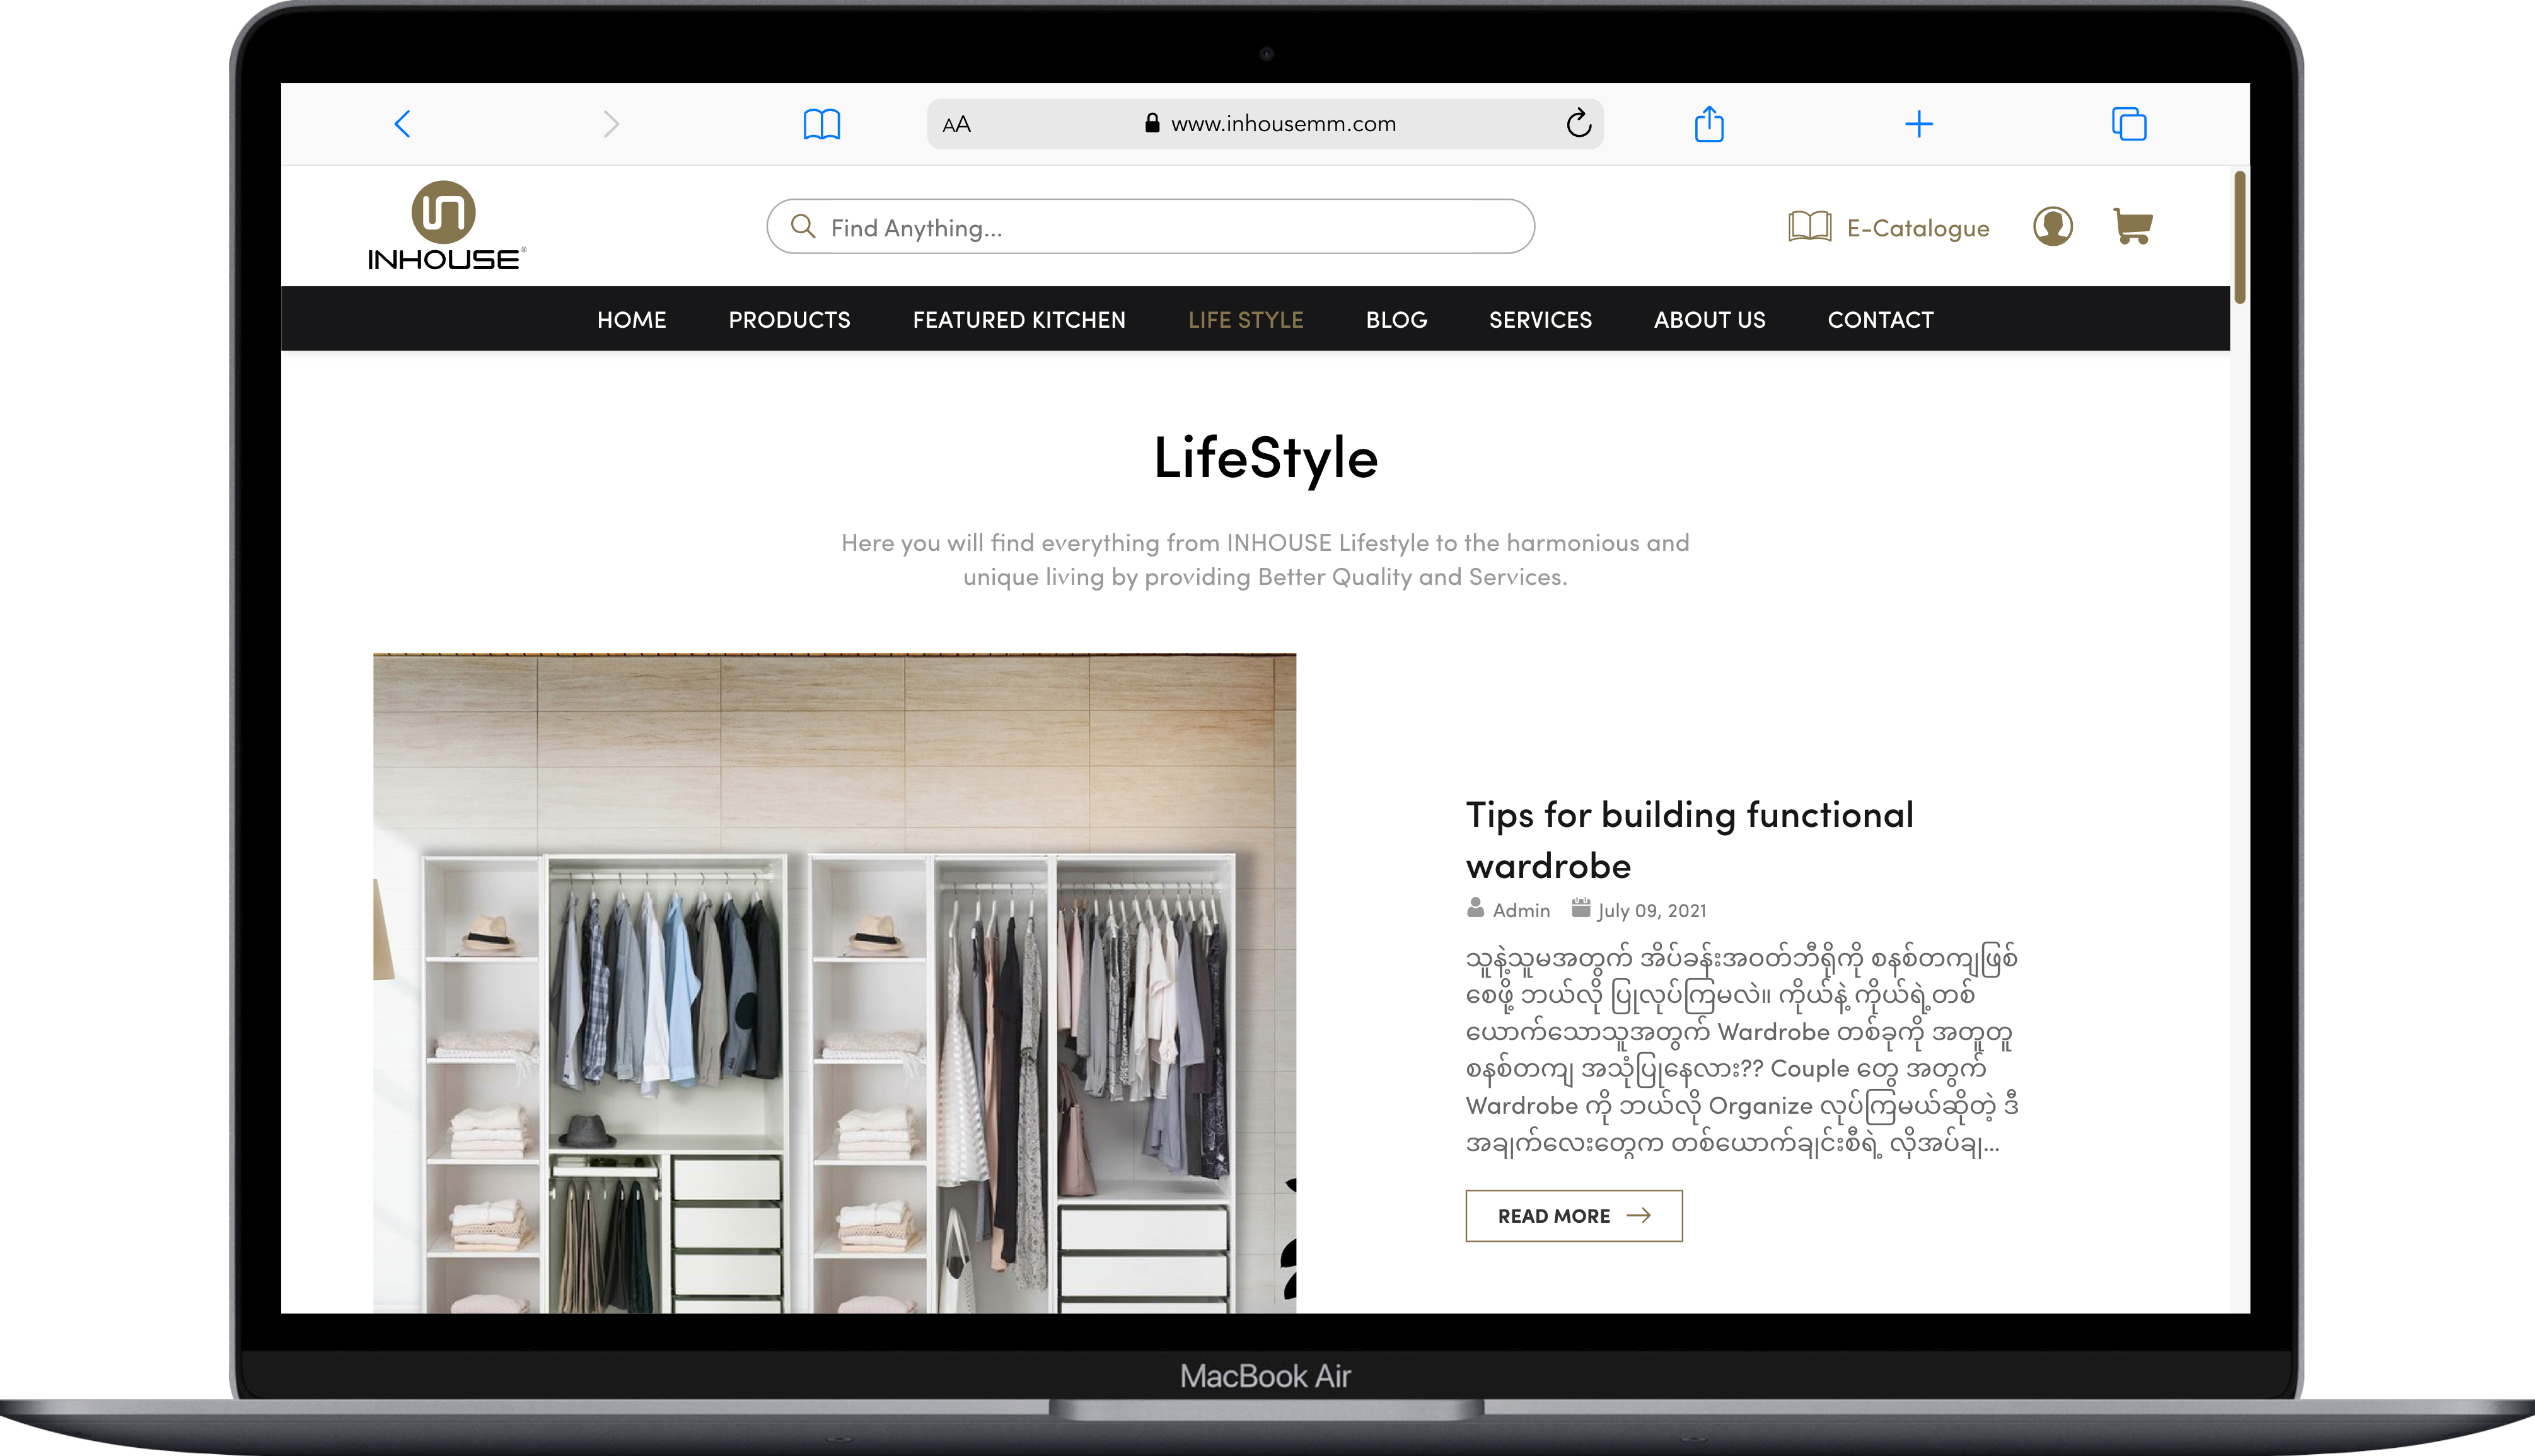 AA www.inhousemm.com
INHOUSE®
Find Anything...
E-Catalogue
HOME PRODUCTS FEATURED KITCHEN LIFE STYLE BLOG SERVICES ABOUT US CONTACT
LifeStyle
Here you will find everything from INHOUSE Lifestyle to the harmonious and
unique living by providing Better Quality and Services.
Tips for building functional
wardrobe
Admin July 09, 2021
သူနဲ့သူမအတွက် အိပ်ခန်းအဝတ်ဘီရိုကို စနစ်တကျဖြစ်
စေဖို့ ဘယ်လို ပြုလုပ်ကြမလဲ။ ကိုယ်နဲ့ ကိုယ်ရဲ့တစ်
ယောက်သောသူအတွက် Wardrobe တစ်ခုကို အတူတူ
စနစ်တကျ အသုံပြုနေလား?? Couple တွေ အတွက်
Wardrobe ကို ဘယ်လို Organize လုပ်ကြမယ်ဆိုတဲ့ ဒီ
အချက်လေးတွေက တစ်ယောက်ချင်းစီရဲ့ လိုအပ်ချ...
READ MORE
MacBook Air